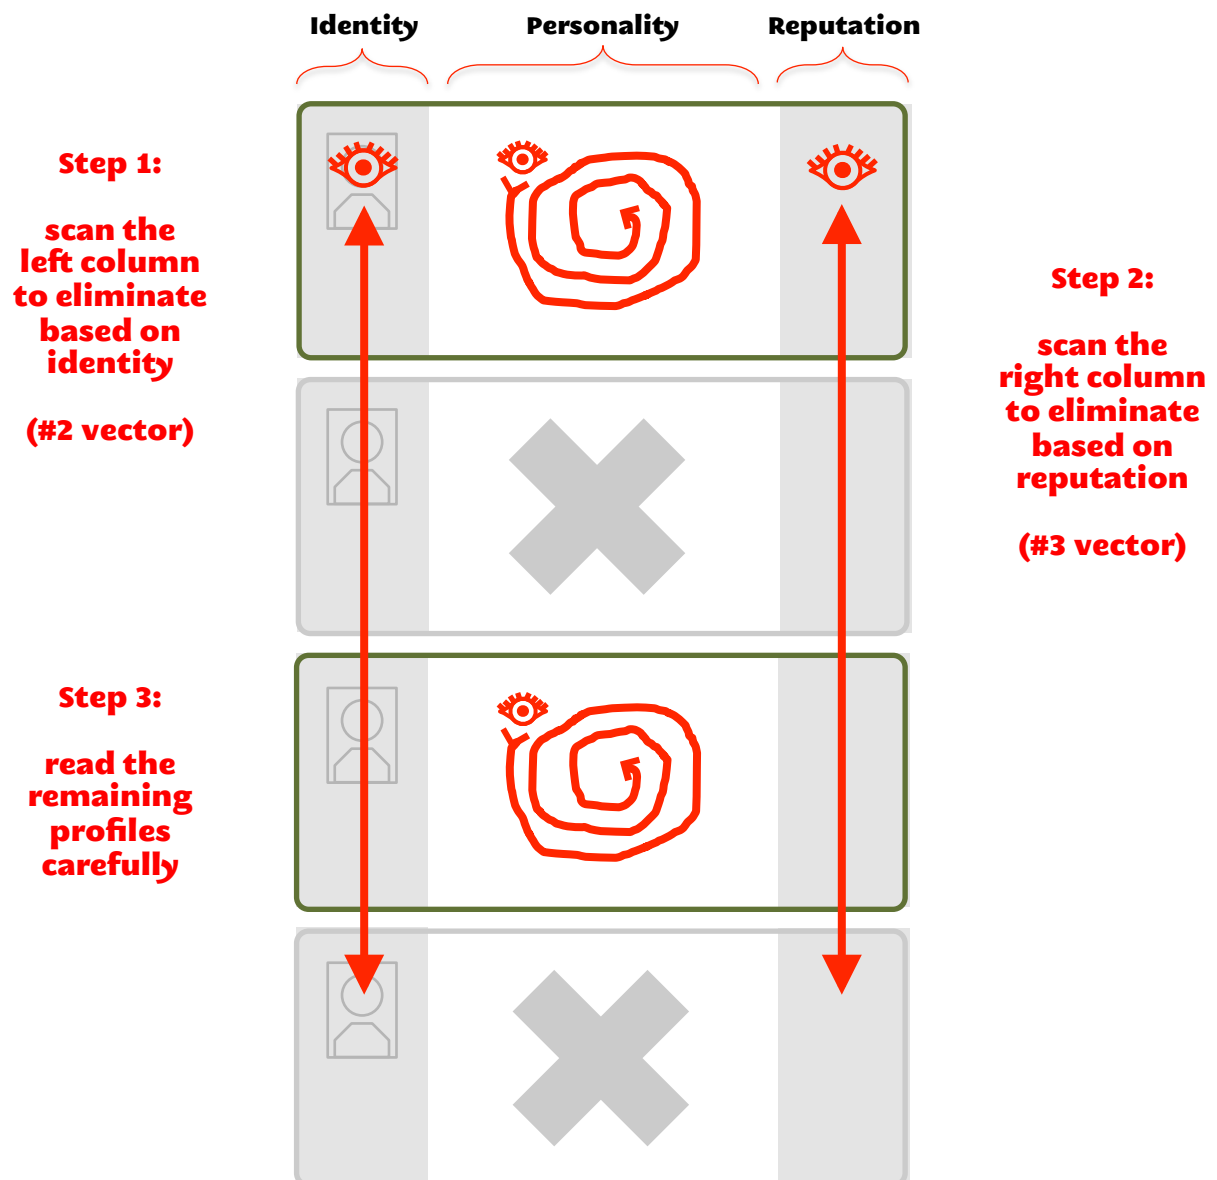 Identity
Personality
Reputation
Step 1:
scan the
left column
to eliminate
based on
identity
(#2 vector)
Step 2:
scan the
right column
to eliminate
based on
reputation
(#3 vector)
Step 3:
read the
remaining
profiles
carefully